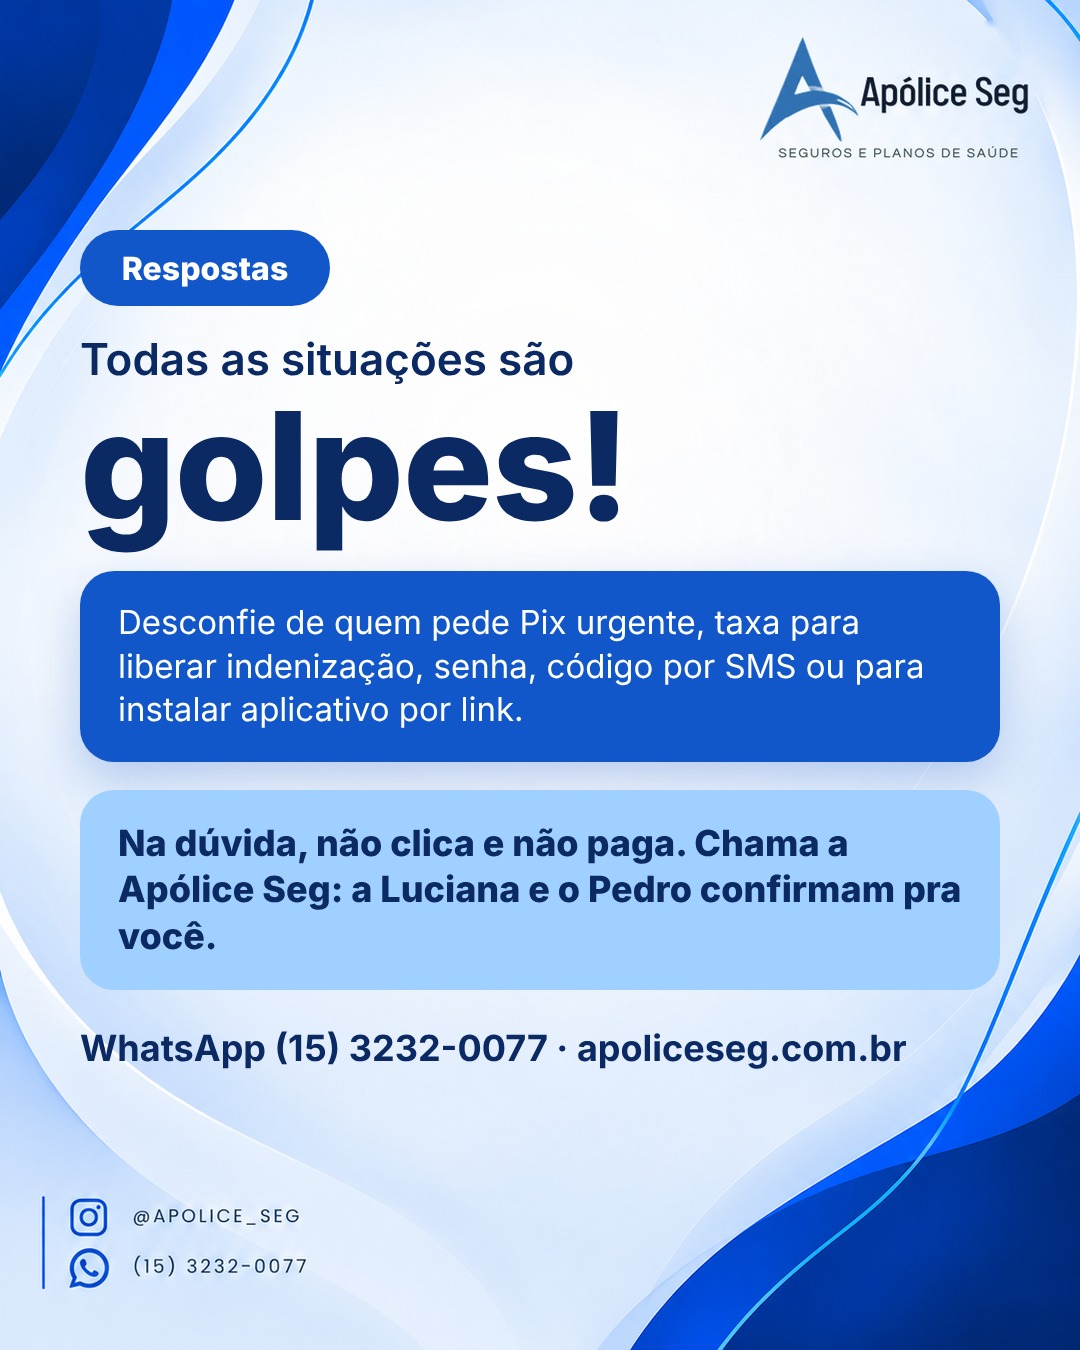 Apólice Seg
SEGUROS E PLANOS DE SAÚDE
Respostas
Todas as situações são
golpes!
Desconfie de quem pede Pix urgente, taxa para
liberar indenização, senha, código por SMS ou para
instalar aplicativo por link.
Na dúvida, não clica e não paga. Chama a
Apólice Seg: a Luciana e o Pedro confirmam pra
você.
WhatsApp (15) 3232-0077 · apoliceseg.com.br
@APOLICE_SEG
(15) 3232-0077